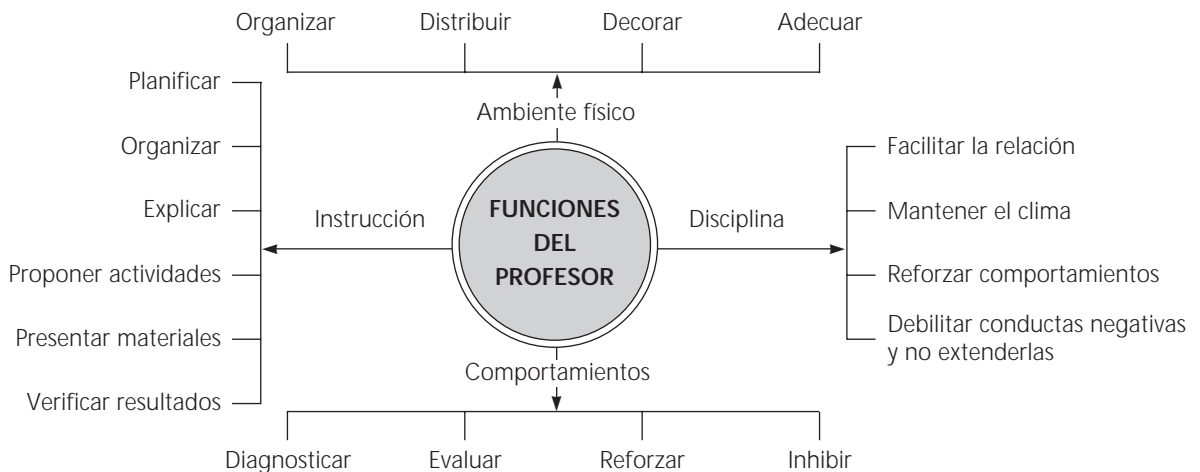 Organizar Distribuir Decorar Adecuar
Ambiente físico
Planificar
Organizar
Explicar
Proponer actividades
Presentar materiales
Verificar resultados
Instrucción
FUNCIONES
DEL
PROFESOR
Disciplina
Facilitar la relación
Mantener el clima
Reforzar comportamientos
Debilitar conductas negativas
y no extenderlas
Comportamientos
Diagnosticar Evaluar Reforzar Inhibir